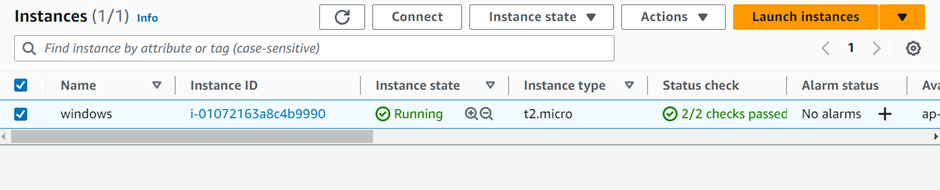 Instances (1/1) Info Connect Instance state Actions Launch instances
Find instance by attribute or tag (case-sensitive) 1
Name Instance ID Instance state Instance type Status check Alarm status Ava
windows i-01072163a8c4b9990 Running t2.micro 2/2 checks passed No alarms + ap-